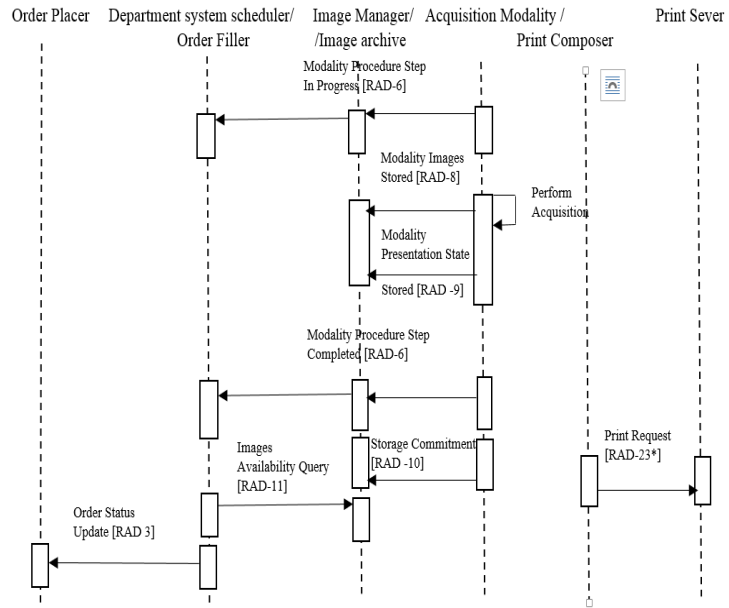 Order Placer
Department system scheduler/
Order Filler
Image Manager/
/Image archive
Acquisition Modality /
Print Composer
Print Sever
Modality Procedure Step
In Progress [RAD-6]
Modality Images
Stored [RAD-8]
Perform
Acquisition
Modality
Presentation State
Stored [RAD -9]
Modality Procedure Step
Completed [RAD-6]
Images
Availability Query
[RAD-11]
Storage Commitment
[RAD -10]
Print Request
[RAD-23*]
Order Status
Update [RAD 3]